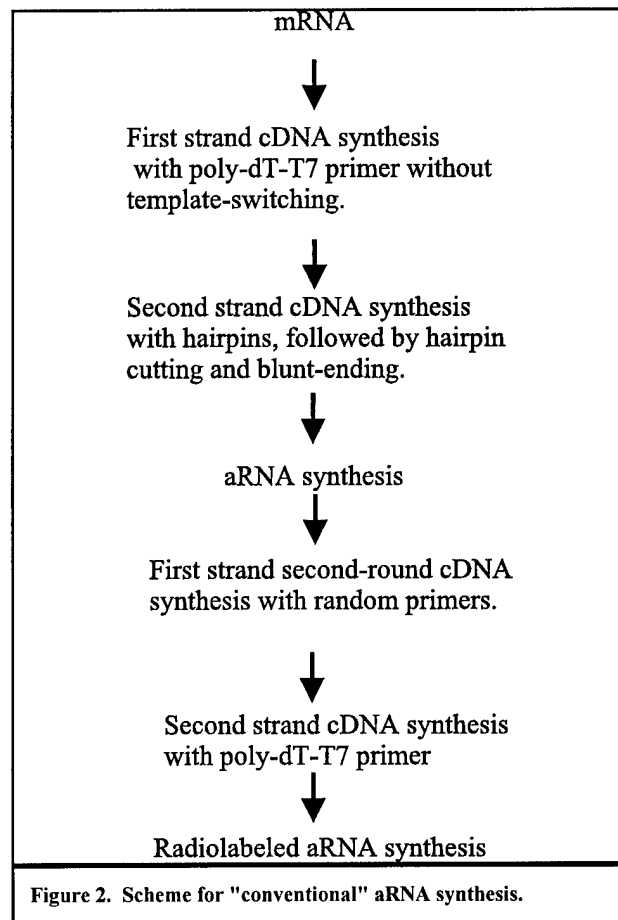 mRNA
First strand cDNA synthesis
with poly-dT-T7 primer without
template-switching.
Second strand cDNA synthesis
with hairpins, followed by hairpin
cutting and blunt-ending.
aRNA synthesis
First strand second-round cDNA
synthesis with random primers.
Second strand cDNA synthesis
with poly-dT-T7 primer
Radiolabeled aRNA synthesis
Figure 2. Scheme for "conventional" aRNA synthesis.